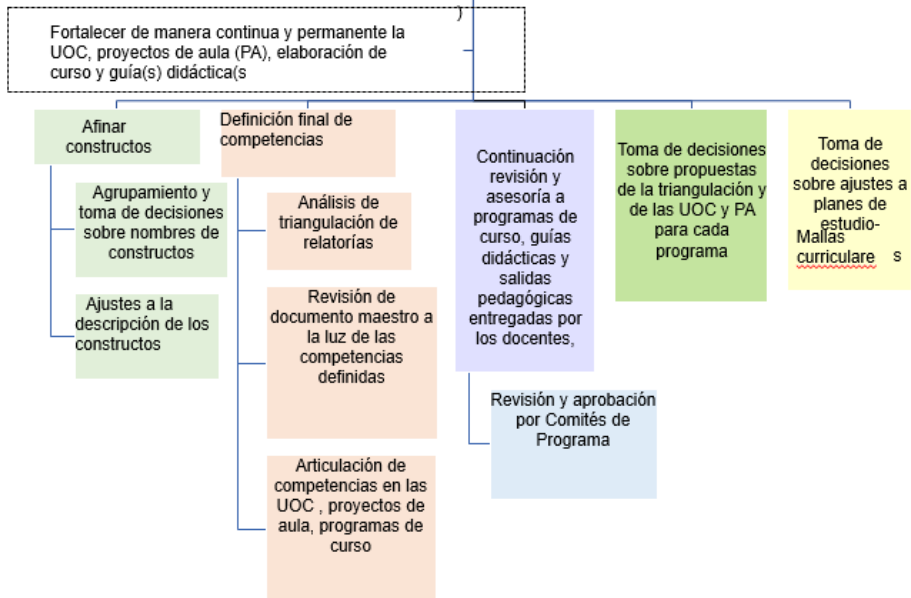 )
Fortalecer de manera continua y permanente la
UOC, proyectos de aula (PA), elaboración de
curso y guía(s) didáctica(s
Afinar
constructos
Agrupamiento y
toma de decisiones
sobre nombres de
constructos
Ajustes a la
descripción de los
constructos
Definición final de
competencias
Análisis de
triangulación de
relatorías
Revisión de
documento maestro a
la luz de las
competencias
definidas
Articulación de
competencias en las
UOC , proyectos de
aula, programas de
curso
Continuación
revisión y
asesoría a
programas de
curso, guías
didácticas y
salidas
pedagógicas
entregadas por
los docentes,
Revisión y aprobación
por Comités de
Programa
Toma de decisiones
sobre propuestas
de la triangulación y
de las UOC y PA
para cada
programa
Toma de
decisiones
sobre ajustes a
planes de
estudio-
Mallas
curriculare s